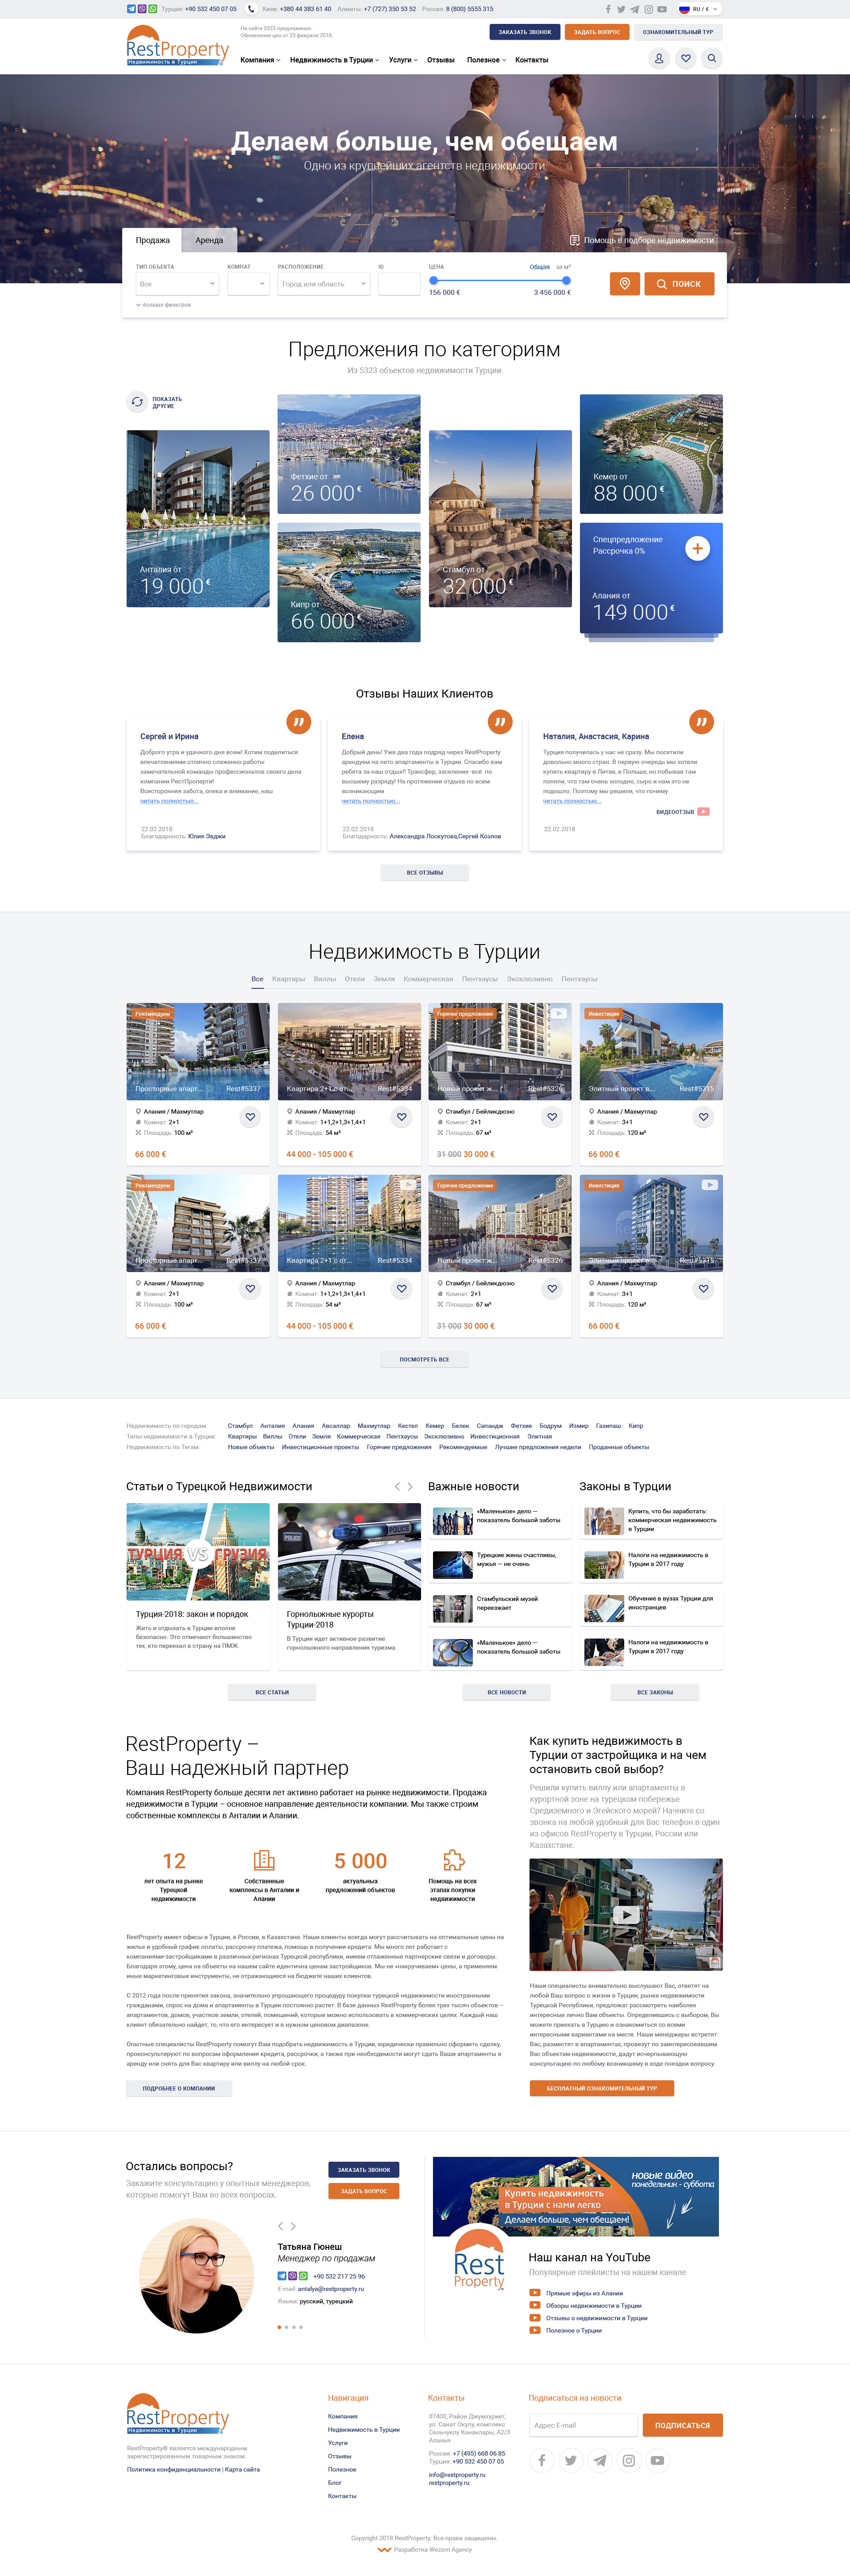 Турция: +90 532 450 07 05 Киев: +380 44 383 61 40 Алматы: +7 (727) 350 53 52 Россия: 8 (800) 5555 315 RU / €
RestProperty
Недвижимость в Турции
На сайте 5323 предложения.
Обновление цен от 23 февраля 2018.
ЗАКАЗАТЬ ЗВОНОК ЗАДАТЬ ВОПРОС ОЗНАКОМИТЕЛЬНЫЙ ТУР
Компания Недвижимость в Турции Услуги Отзывы Полезное Контакты
Делаем больше, чем обещаем
Одно из крупнейших агентств недвижимости
Продажа Аренда Помощь в подборе недвижимости
ТИП ОБЪЕКТА КОМНАТ РАСПОЛОЖЕНИЕ ID ЦЕНА Общая за м²
Все Город или область ПОИСК
156 000 € 3 456 000 €
больше фильтров
Предложения по категориям
Из 5323 объектов недвижимости Турции
ПОКАЗАТЬ
ДРУГИЕ
Анталия от
19 000 €
Фетхие от
26 000 €
Кипр от
66 000 €
Стамбул от
32 000 €
Кемер от
88 000 €
Спецпредложение
Рассрочка 0%
Алания от
149 000 €
Отзывы Наших Клиентов
Сергей и Ирина
Доброго утра и удачного дня всем! Хотим поделиться
впечатлениями отлично слаженно работы
замечательной команды профессионалов своего дела
компании РестПроперти!
Всесторонняя забота, опека и внимание, наш
читать полностью...
22.02.2018
Благодарность: Юлия Эвджи
Елена
Добрый день! Уже два года подряд через RestProperty
арендуем на лето апартаменты в Турции. Спасибо вам
ребята за наш отдых!! Трансфер, заселение -всё по
высшему разряду! На протяжении отдыха по всем
возникающим
читать полностью...
22.02.2018
Благодарность: Александра Лоскутова,Сергей Козлов
Наталия, Анастасия, Карина
Турция получилась у нас не сразу. Мы посетили
довольно много стран. В первую очередь мы хотели
купить квартиру в Литве, в Польше, но побывав там
поняли, что там очень холодно, сыро и нам это не
подошло. Поэтому мы решили, что почему
читать полностью...
ВИДЕООТЗЫВ
22.02.2018
ВСЕ ОТЗЫВЫ
Недвижимость в Турции
Все Квартиры Виллы Отели Земля Коммерческая Пентхаусы Эксклюзивно Пентхаусы
Рекомендуем
Просторные апарт... Rest#5337
Алания / Махмутлар
Комнат: 2+1
Площадь: 100 м²
66 000 €
Квартира 2+1 с от... Rest#5334
Алания / Махмутлар
Комнат: 1+1,2+1,3+1,4+1
Площадь: 54 м²
44 000 - 105 000 €
Горячее предложение
Новый проект ж... Rest#5326
Стамбул / Бейликдюзю
Комнат: 2+1
Площадь: 67 м²
31 000 30 000 €
Инвестиция
Элитный проект в... Rest#5315
Алания / Махмутлар
Комнат: 3+1
Площадь: 120 м²
66 000 €
Рекомендуем
Просторные апарт... Rest#5337
Алания / Махмутлар
Комнат: 2+1
Площадь: 100 м²
66 000 €
Квартира 2+1 с от... Rest#5334
Алания / Махмутлар
Комнат: 1+1,2+1,3+1,4+1
Площадь: 54 м²
44 000 - 105 000 €
Горячее предложение
Новый проект ж... Rest#5326
Стамбул / Бейликдюзю
Комнат: 2+1
Площадь: 67 м²
31 000 30 000 €
Инвестиция
Элитный проект в... Rest#5315
Алания / Махмутлар
Комнат: 3+1
Площадь: 120 м²
66 000 €
ПОСМОТРЕТЬ ВСЕ
Недвижимость по городам: Стамбул Анталия Алания Авсаллар Махмутлар Кестел Кемер Белек Сапандж Фетхие Бодрум Измир Газипаш Кипр
Типы недвижимости в Турции: Квартиры Виллы Отели Земля Коммерческая Пентхаусы Эксклюзивно Инвестиционная Элитная
Недвижимость по Тегам: Новые объекты Инвестиционные проекты Горячие предложения Рекомендуемые Лучшие предложения недели Проданные объекты
Статьи о Турецкой Недвижимости
ТУРЦИЯ VS ГРУЗИЯ
Турция-2018: закон и порядок
Жить и отдыхать в Турции вполне
безопасно. Это отмечают большинство
тех, кто переехал в страну на ПМЖ.
POLICE
POLICE
Горнолыжные курорты
Турции-2018
В Турции идет активное развитие
горнолыжного направления туризма.
ВСЕ СТАТЬИ
Важные новости
«Маленькое» дело —
показатель большой заботы
Турецкие жены счастливы,
мужья — не очень
Стамбульский музей
переезжает
«Маленькое» дело —
показатель большой заботы
ВСЕ НОВОСТИ
Законы в Турции
Купить, что бы заработать:
коммерческая недвижимость
в Турции
Налоги на недвижимость в
Турции в 2017 году
Обучение в вузах Турции для
иностранцев
Налоги на недвижимость в
Турции в 2017 году
ВСЕ ЗАКОНЫ
RestProperty –
Ваш надежный партнер
Компания RestProperty больше десяти лет активно работает на рынке недвижимости. Продажа
недвижимости в Турции – основное направление деятельности компании. Мы также строим
собственные комплексы в Анталии и Алании.
12
лет опыта на рынке
Турецкой
недвижимости
Собственные
комплексы в Анталии и
Алании
5 000
актуальных
предложений объектов
Помощь на всех
этапах покупки
недвижимости
RestProperty имеет офисы в Турции, в России, в Казахстане. Наши клиенты всегда могут рассчитывать на оптимальные цены на
жилье и удобный график оплаты, рассрочку платежа, помощь в получении кредита. Мы много лет работает с
компаниями-застройщиками в различных регионах Турецкой республики, имеем отлаженные партнерские связи и договоры.
Благодаря этому, цена на объекты на нашем сайте идентична ценам застройщиков. Мы не «накручиваем» цены, а применяем
иные маркетинговые инструменты, не отражающиеся на бюджете наших клиентов.
С 2012 года после принятия закона, значительно упрощающего процедуру покупки турецкой недвижимости иностранными
гражданами, спрос на дома и апартаменты в Турции постоянно растет. В базе данных RestProperty более трех тысяч объектов –
апартаментов, домов, участков земли, отелей, помещений, которые можно использовать в коммерческих целях. Каждый наш
клиент обязательно найдет, то, что его интересует и в нужном ценовом диапазоне.
Опытные специалисты RestProperty помогут Вам подобрать недвижимость в Турции, юридически правильно оформить сделку,
проконсультируют по вопросам оформления кредита, рассрочки, а также при необходимости могут сдать Ваши апартаменты в
аренду или снять для Вас квартиру или виллу на любой срок.
ПОДРОБНЕЕ О КОМПАНИИ
Как купить недвижимость в
Турции от застройщика и на чем
остановить свой выбор?
Решили купить виллу или апартаменты в
курортной зоне на турецком побережье
Средиземного и Эгейского морей? Начните со
звонка на любой удобный для Вас телефон в один
из офисов RestProperty в Турции, России или
Казахстане.
Наши специалисты внимательно выслушают Вас, ответят на
любой Ваш вопрос о жизни в Турции, рынке недвижимости
Турецкой Республики, предложат рассмотреть наиболее
интересные лично Вам объекты. Определившись с выбором, Вы
можете приехать в Турцию и ознакомиться со всеми
интересными вариантами на месте. Наши менеджеры встретят
Вас, разместят в апартаментах, провезут по заинтересовавшим
Вас объектам недвижимости, дадут исчерпывающую
консультацию по любому возникшему в ходе поездки вопросу.
БЕСПЛАТНЫЙ ОЗНАКОМИТЕЛЬНЫЙ ТУР
Остались вопросы?
Закажите консультацию у опытных менеджеров,
которые помогут Вам во всех вопросах.
ЗАКАЗАТЬ ЗВОНОК
ЗАДАТЬ ВОПРОС
Татьяна Гюнеш
Менеджер по продажам
+90 532 217 25 96
E-mail: antalya@restproperty.ru
Языки: русский, турецкий
Купить недвижимость
в Турции с нами легко
Делаем больше, чем обещаем!
новые видео
понедельник - суббота
Rest
Property
Наш канал на YouTube
Популярные плейлисты на нашем канале
Прямые эфиры из Алании
Обзоры недвижимости в Турции
Отзывы о недвижимости в Турции
Полезное о Турции
RestProperty
Недвижимость в Турции
RestProperty® является международным
зарегистрированным товарным знаком
Политика конфиденциальности | Карта сайта
Навигация
Компания
Недвижимость в Турции
Услуги
Отзывы
Полезное
Блог
Контакты
Контакты
07400, Район Джумхуриет,
ул. Санат Окулу, комплекс
Сельчуклу Конаклары, А2/3
Аланья
Россия: +7 (495) 668 06 85
Турция: +90 532 450 07 05
info@restproperty.ru
restproperty.ru
Подписаться на новости
Адрес E-mail ПОДПИСАТЬСЯ
Copyright 2018 RestProperty. Все права защищены.
Разработка Wezom Agency